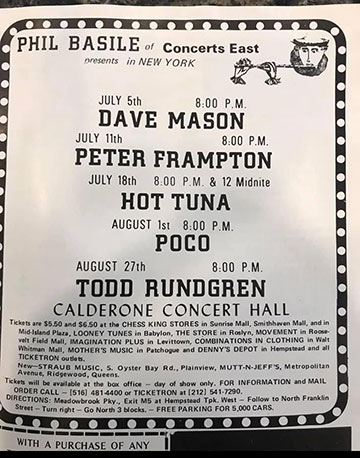 PHIL BASILE of Concerts East
presents in NEW YORK
JULY 5th 8:00 P.M.
DAVE MASON
JULY 11th 8:00 P.M.
PETER FRAMPTON
JULY 18th 8:00 P.M. & 12 Midnite
HOT TUNA
AUGUST 1st 8:00 P.M.
POCO
AUGUST 27th 8:00 P.M.
TODD RUNDGREN
CALDERONE CONCERT HALL
Tickets are $5.50 and $6.50 at the CHESS KING STORES in Sunrise Mall, Smithhaven Mall, and in
Mid-Island Plaza, LOONEY TUNES in Babylon, THE STORE in Roslyn, MOVEMENT in Roose-
velt Field Mall, IMAGINATION PLUS in Levittown, COMBINATIONS IN CLOTHING in Walt
Whitman Mall, MOTHER'S MUSIC in Patchogue and DENNY'S DEPOT in Hempstead and all
TICKETRON outlets.
New—STRAUB MUSIC, S. Oyster Bay Rd., Plainview, MUTT-N-JEFF'S, Metropolitan
Avenue, Ridgewood.
Tickets will be available at the box office — day of show only. FOR INFORMATION and MAIL
ORDER CALL — (516) 481-4400 or TICKETRON at (212) 541-7290.
DIRECTIONS: Meadowbrook Pky., Exit M5 at Hempstead Tpk. West - Follow to North Franklin
Street — Turn right — Go North 3 blocks. — FREE PARKING FOR 5,000 CARS.
WITH A PURCHASE OF ANY